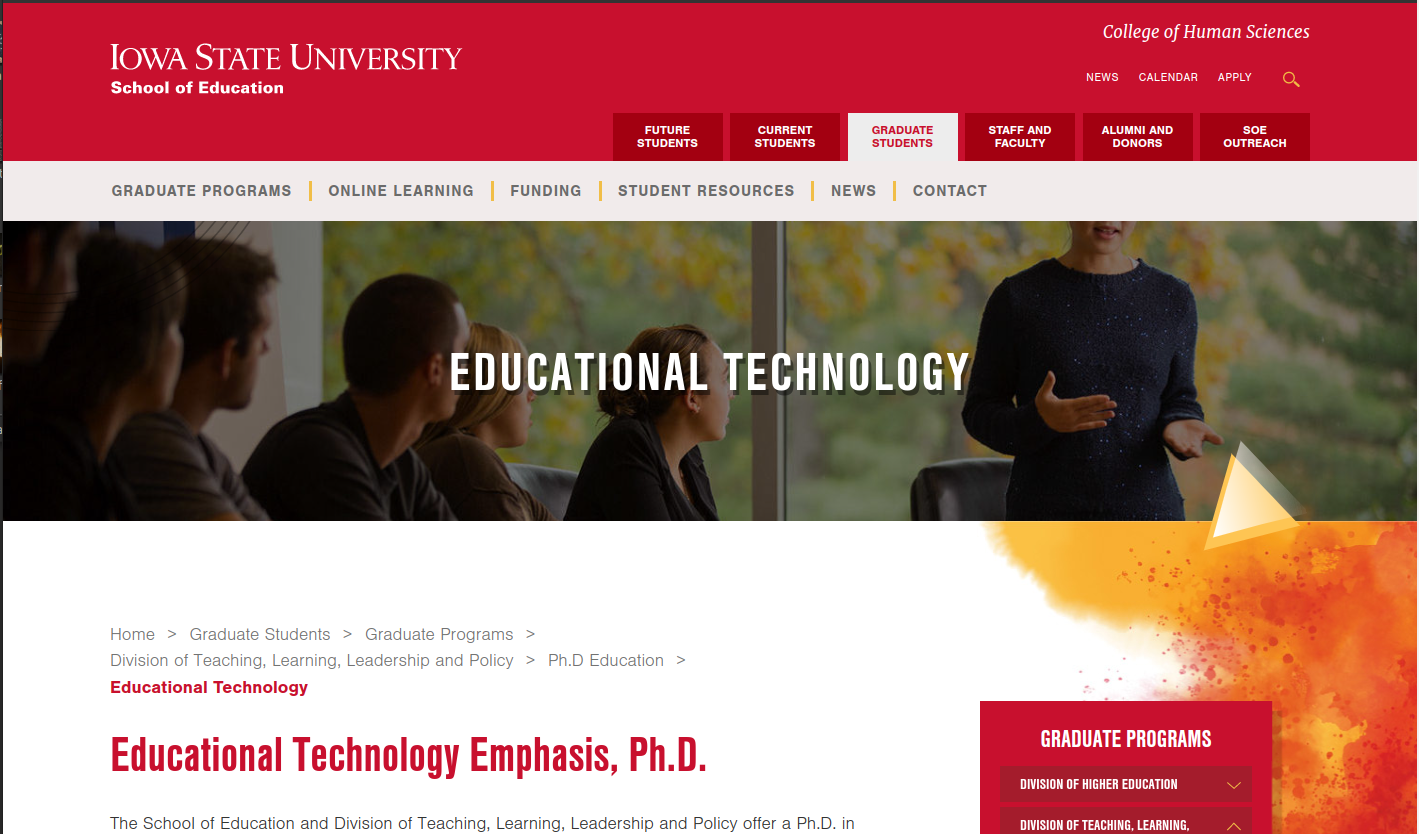 College of Human Sciences
IOWA STATE UNIVERSITY
School of Education
NEWS CALENDAR APPLY
FUTURE STUDENTS
CURRENT STUDENTS
GRADUATE STUDENTS
STAFF AND FACULTY
ALUMNI AND DONORS
SOE OUTREACH
GRADUATE PROGRAMS
ONLINE LEARNING
FUNDING
STUDENT RESOURCES
NEWS
CONTACT
EDUCATIONAL TECHNOLOGY
Home > Graduate Students > Graduate Programs >
Division of Teaching, Learning, Leadership and Policy > Ph.D Education >
Educational Technology
Educational Technology Emphasis, Ph.D.
The School of Education and Division of Teaching, Learning, Leadership and Policy offer a Ph.D. in
GRADUATE PROGRAMS
DIVISION OF HIGHER EDUCATION
DIVISION OF TEACHING, LEARNING,